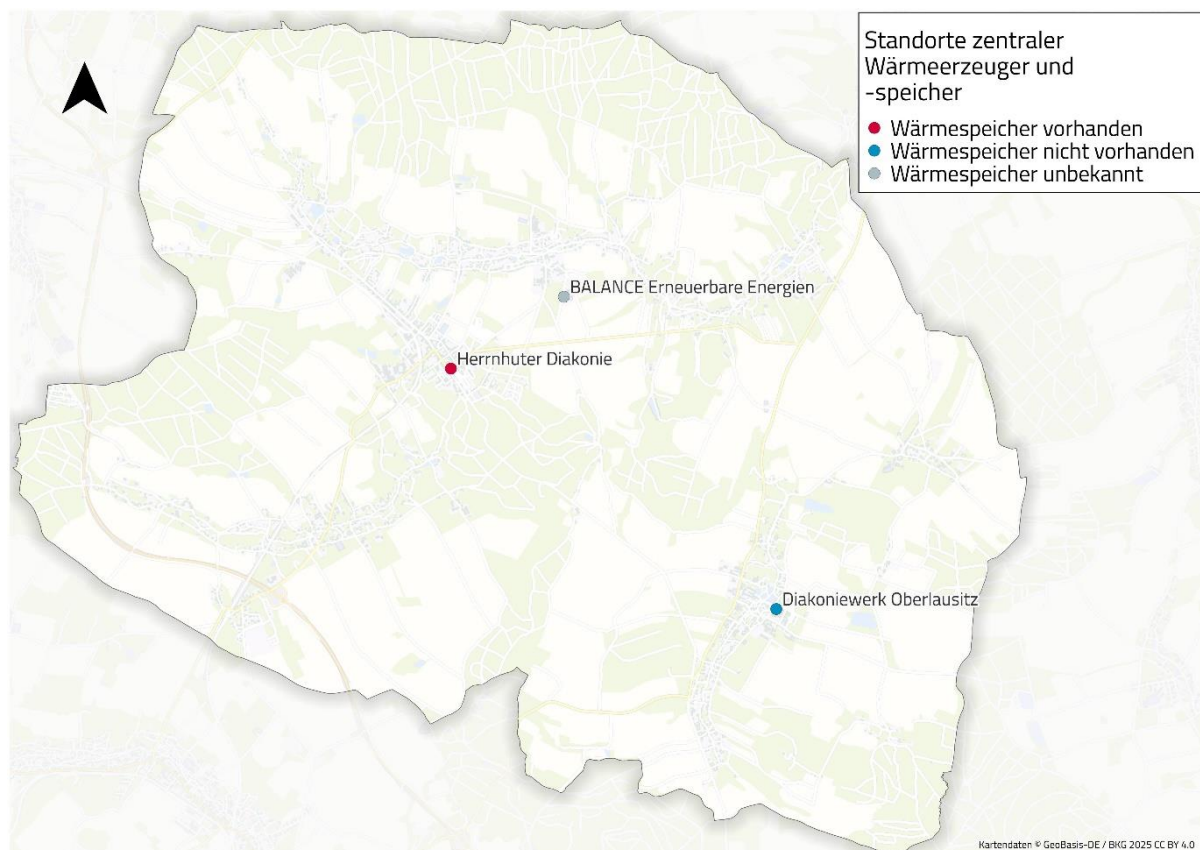 Standorte zentraler
Wärmeerzeuger und
-speicher
Wärmespeicher vorhanden
Wärmespeicher nicht vorhanden
Wärmespeicher unbekannt
BALANCE Erneuerbare Energien
Herrnhuter Diakonie
Diakoniewerk Oberlausitz
Kartendaten © GeoBasis-DE / BKG 2025 CC BY 4.0